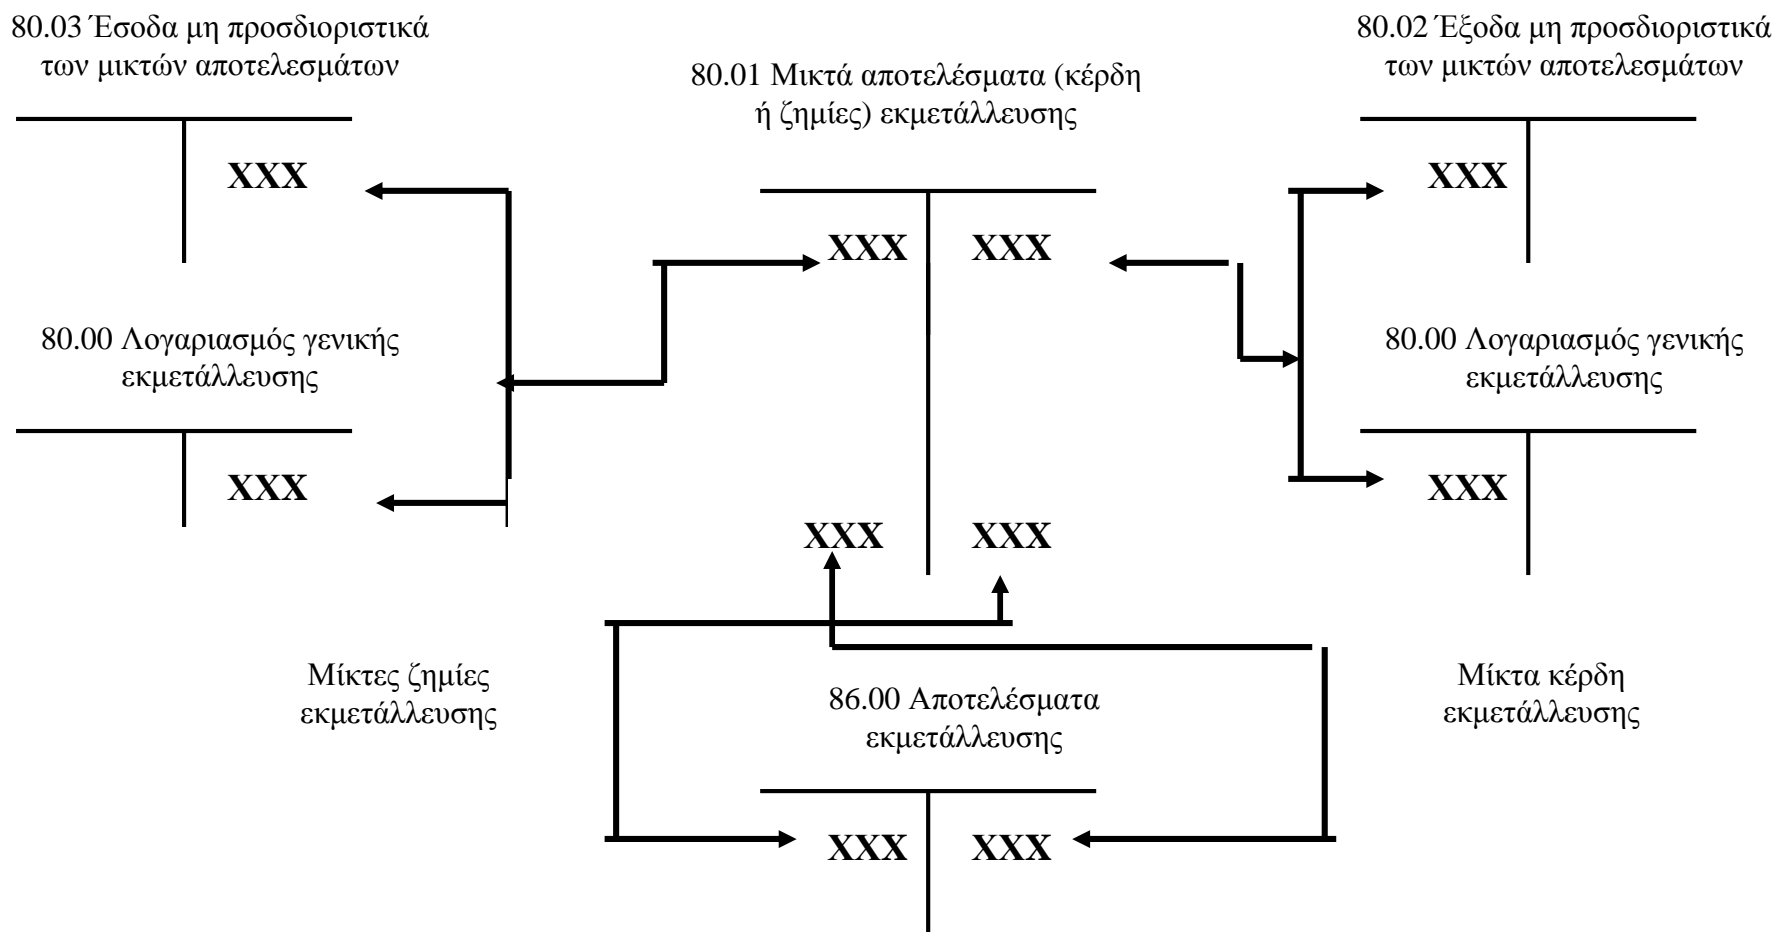 80.03 Έσοδα μη προσδιοριστικά
των μικτών αποτελεσμάτων
80.02 Έξοδα μη προσδιοριστικά
των μικτών αποτελεσμάτων
80.01 Μικτά αποτελέσματα (κέρδη
ή ζημίες) εκμετάλλευσης
XXX
XXX
XXX
XXX
80.00 Λογαριασμός γενικής
εκμετάλλευσης
80.00 Λογαριασμός γενικής
εκμετάλλευσης
XXX
XXX
XXX
XXX
Μίκτες ζημίες
εκμετάλλευσης
86.00 Αποτελέσματα
εκμετάλλευσης
Μίκτα κέρδη
εκμετάλλευσης
XXX
XXX